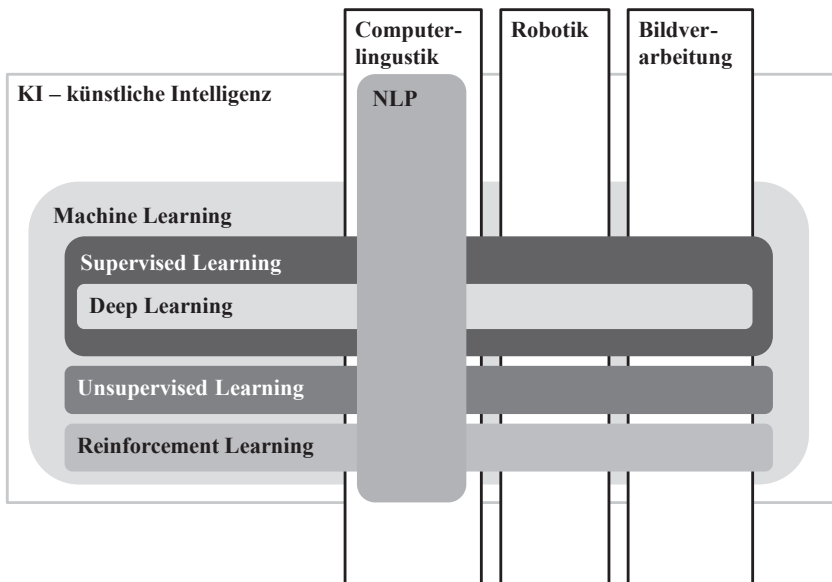 Computer-
lingustik
Robotik
Bildver-
arbeitung
KI – künstliche Intelligenz
NLP
Machine Learning
Supervised Learning
Deep Learning
Unsupervised Learning
Reinforcement Learning